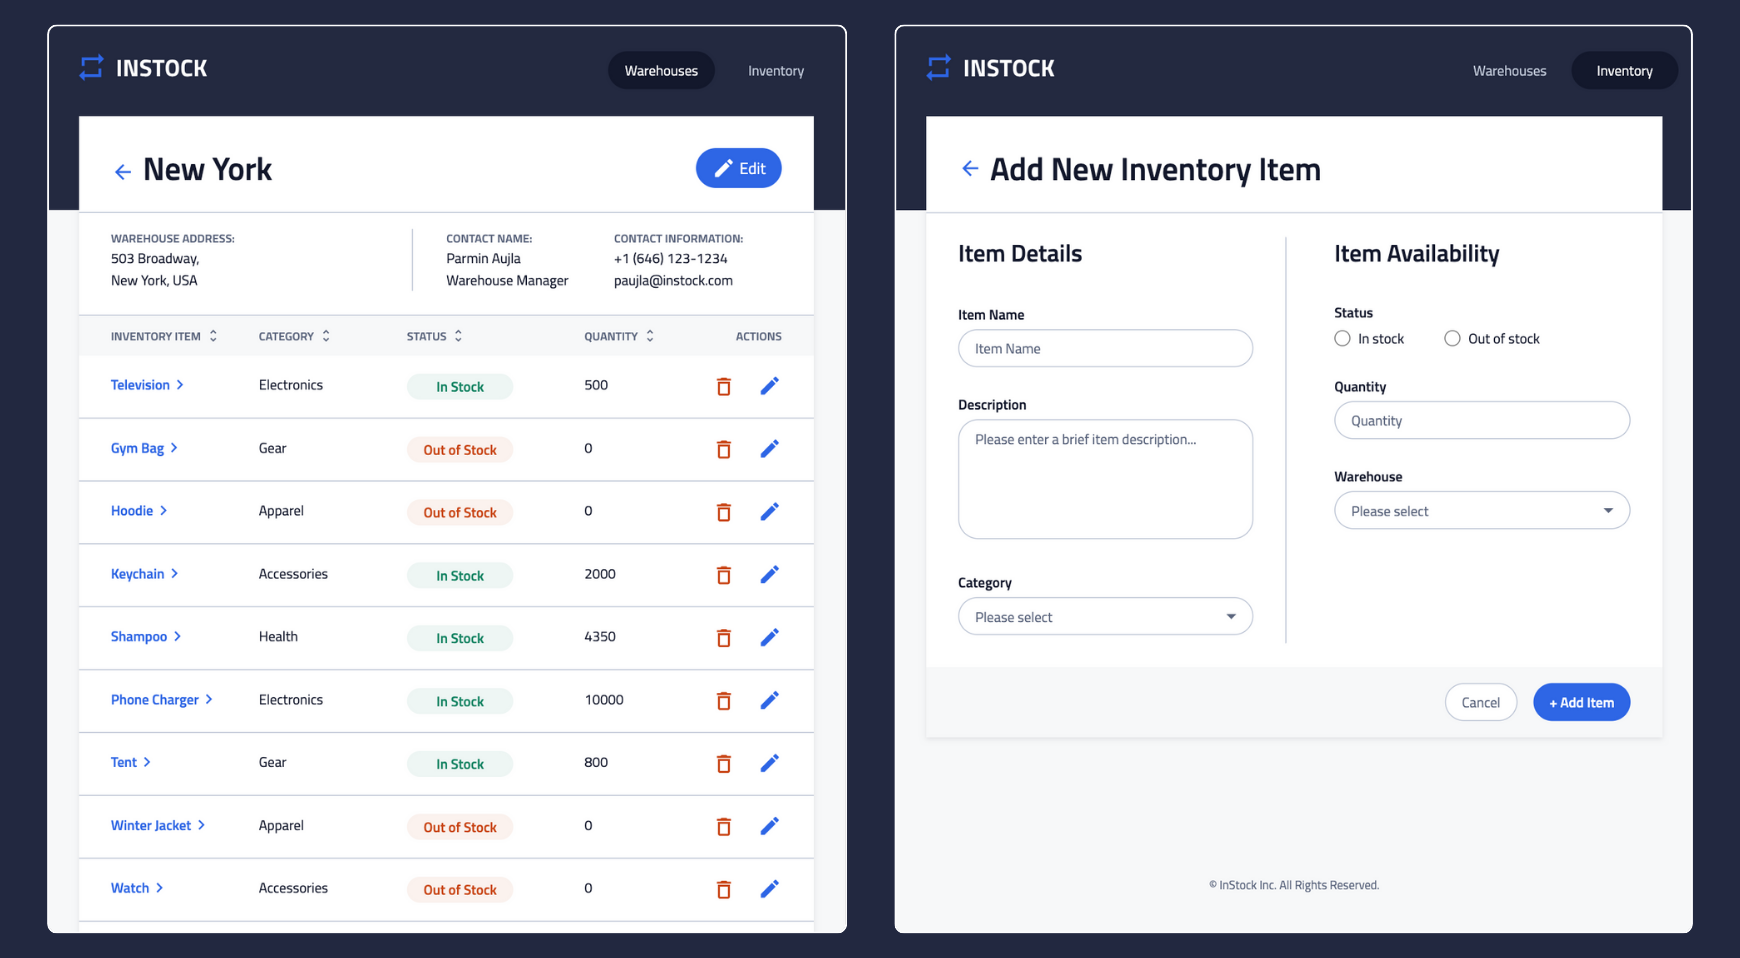 INSTOCK
Warehouses Inventory
New York
Edit
WAREHOUSE ADDRESS:
503 Broadway,
New York, USA
CONTACT NAME:
Parmin Aujla
Warehouse Manager
CONTACT INFORMATION:
+1 (646) 123-1234
paujla@instock.com
INVENTORY ITEM CATEGORY STATUS QUANTITY ACTIONS
Television Electronics In Stock 500
Gym Bag Gear Out of Stock 0
Hoodie Apparel Out of Stock 0
Keychain Accessories In Stock 2000
Shampoo Health In Stock 4350
Phone Charger Electronics In Stock 10000
Tent Gear In Stock 800
Winter Jacket Apparel Out of Stock 0
Watch Accessories Out of Stock 0
INSTOCK
Warehouses Inventory
Add New Inventory Item
Item Details
Item Name
Item Name
Description
Please enter a brief item description...
Category
Please select
Item Availability
Status
In stock Out of stock
Quantity
Quantity
Warehouse
Please select
Cancel + Add Item
© InStock Inc. All Rights Reserved.